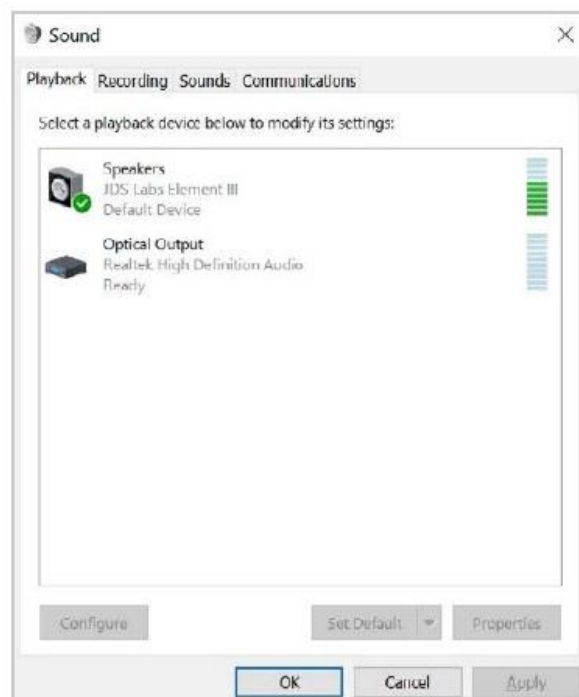 Sound
Playback Recording Sounds Communications
Select a playback device below to modify its settings:
Speakers
JDS Labs Element III
Default Device
Optical Output
Realtek High Definition Audio
Ready
Configure Set Default Properties
OK Cancel Apply